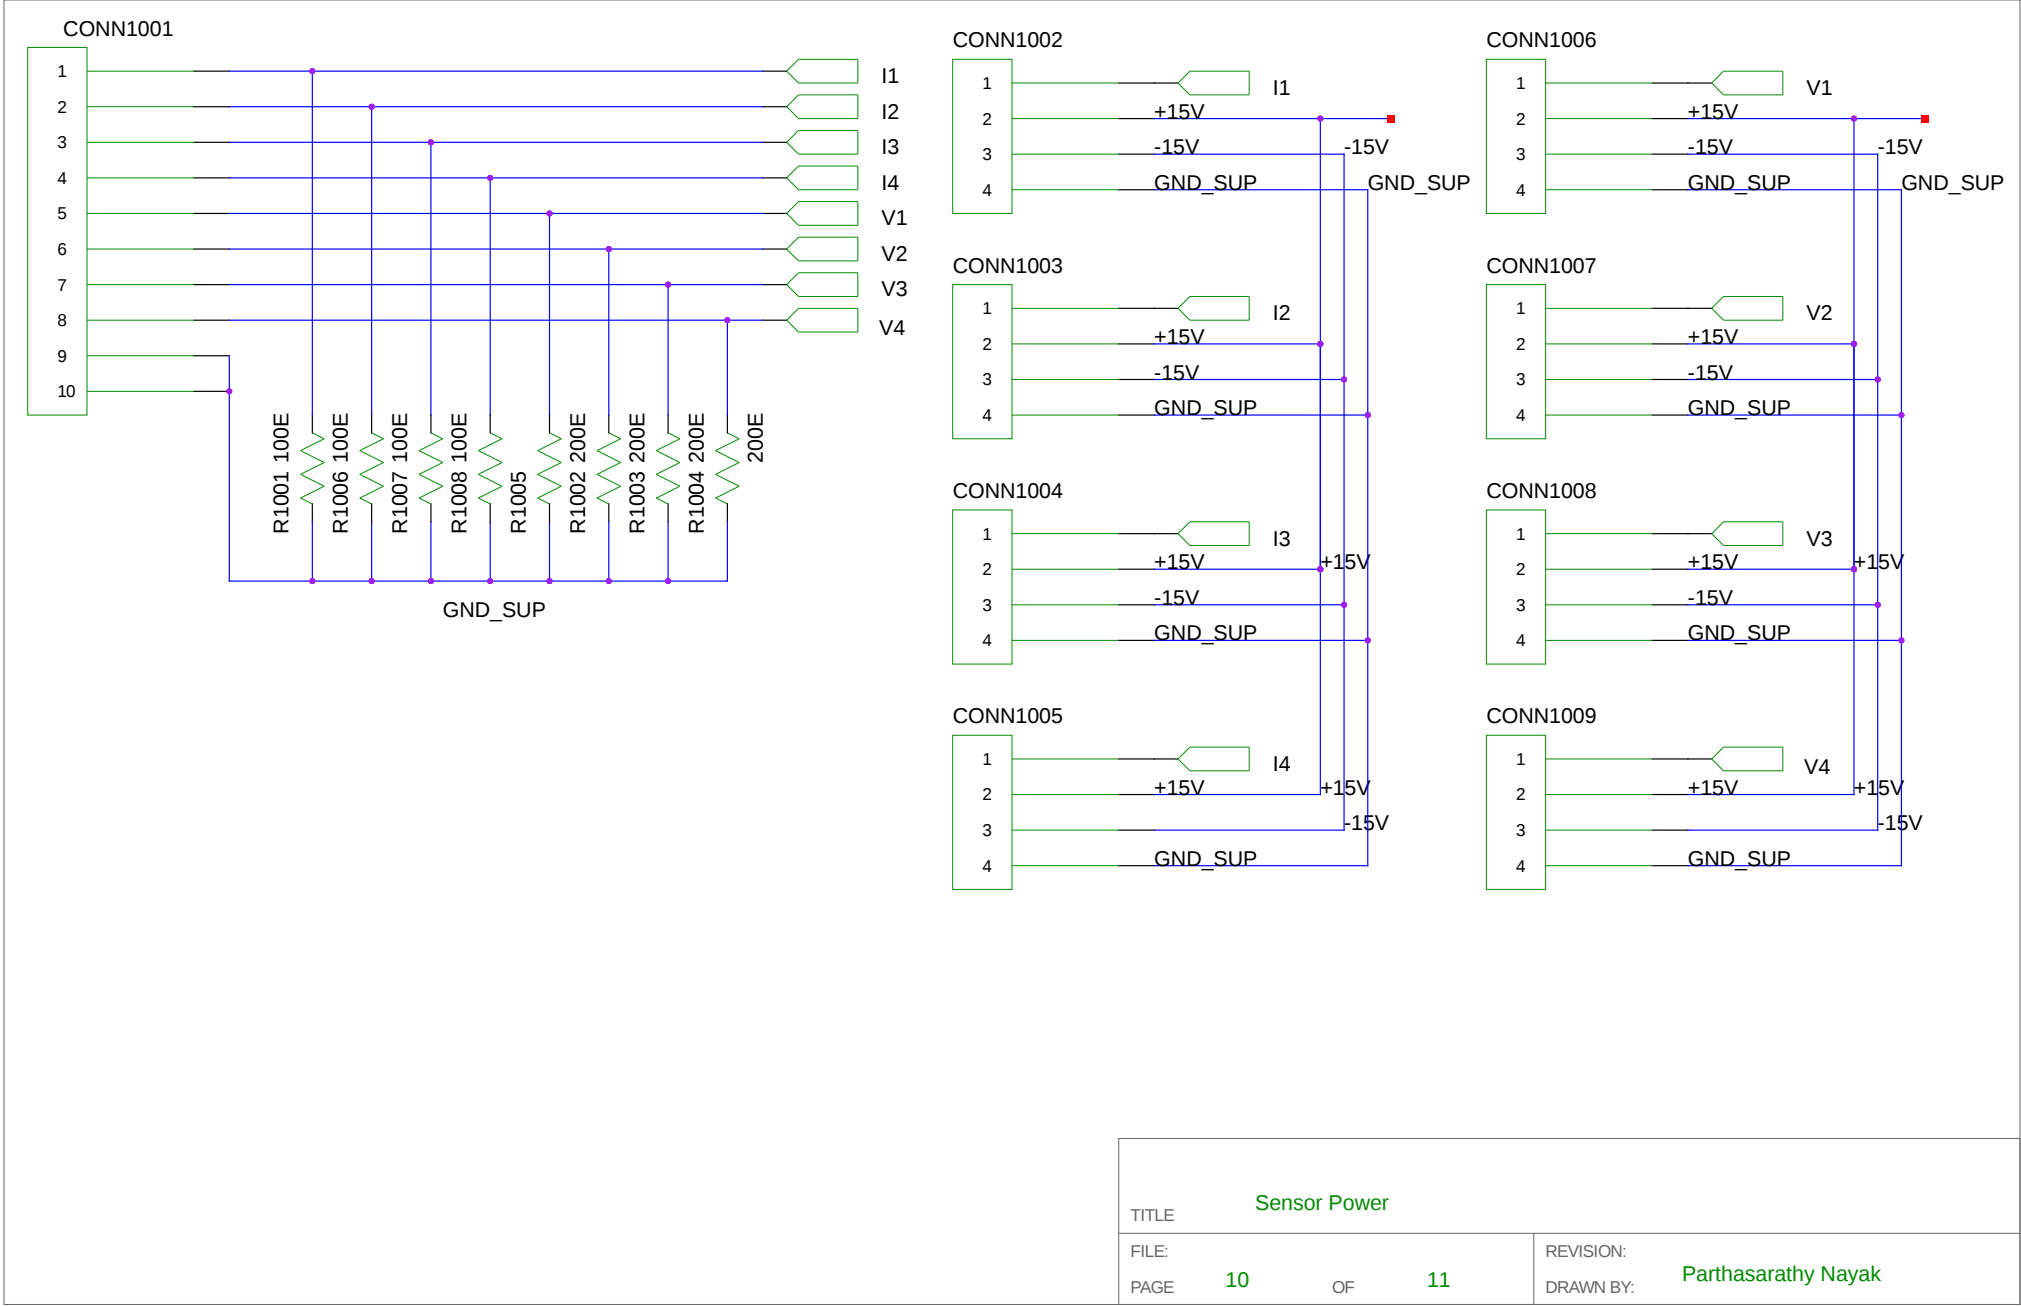 CONN1001
1
2
3
4
5
6
7
8
9
10
I1
I2
I3
I4
V1
V2
V3
V4
R1001 100E
R1006 100E
R1007 100E
R1008 100E
R1005
R1002 200E
R1003 200E
R1004 200E
200E
GND_SUP
CONN1002
1
2
3
4
I1
+15V
-15V
-15V
GND_SUP
GND_SUP
CONN1003
1
2
3
4
I2
+15V
-15V
GND_SUP
CONN1004
1
2
3
4
I3
+15V
+15V
-15V
GND_SUP
CONN1005
1
2
3
4
I4
+15V
+15V
-15V
GND_SUP
CONN1006
1
2
3
4
V1
+15V
-15V
-15V
GND_SUP
GND_SUP
CONN1007
1
2
3
4
V2
+15V
-15V
GND_SUP
CONN1008
1
2
3
4
V3
+15V
+15V
-15V
GND_SUP
CONN1009
1
2
3
4
V4
+15V
+15V
-15V
GND_SUP
TITLE Sensor Power
FILE:
PAGE 10 OF 11
REVISION:
DRAWN BY: Parthasarathy Nayak